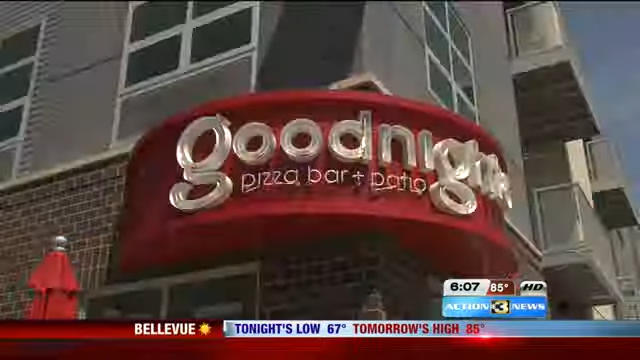 goodnight's
pizza bar + patio
6:07 85° HD
ACTION 3 NEWS
BELLEVUE TONIGHT'S LOW 67° TOMORROW'S HIGH 85°